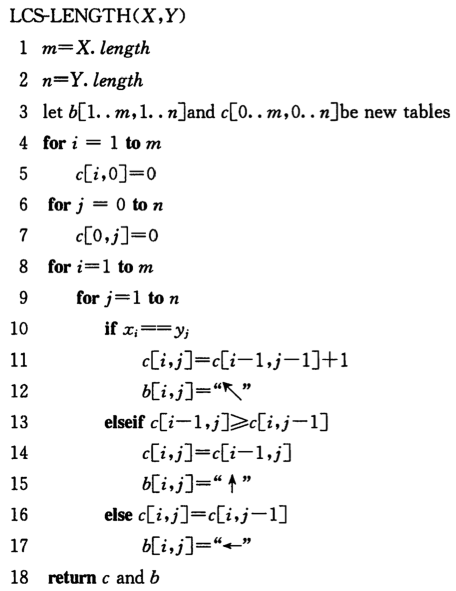 LCS-LENGTH(X,Y)
1 m=X.length
2 n=Y.length
3 let b[1..m,1..n]and c[0..m,0..n]be new tables
4 for i = 1 to m
5 c[i,0]=0
6 for j = 0 to n
7 c[0,j]=0
8 for i=1 to m
9 for j=1 to n
10 if xᵢ==yⱼ
11 c[i,j]=c[i−1,j−1]+1
12 b[i,j]=“↖”
13 elseif c[i−1,j]⩾c[i,j−1]
14 c[i,j]=c[i−1,j]
15 b[i,j]=“↑”
16 else c[i,j]=c[i,j−1]
17 b[i,j]=“←”
18 return c and b